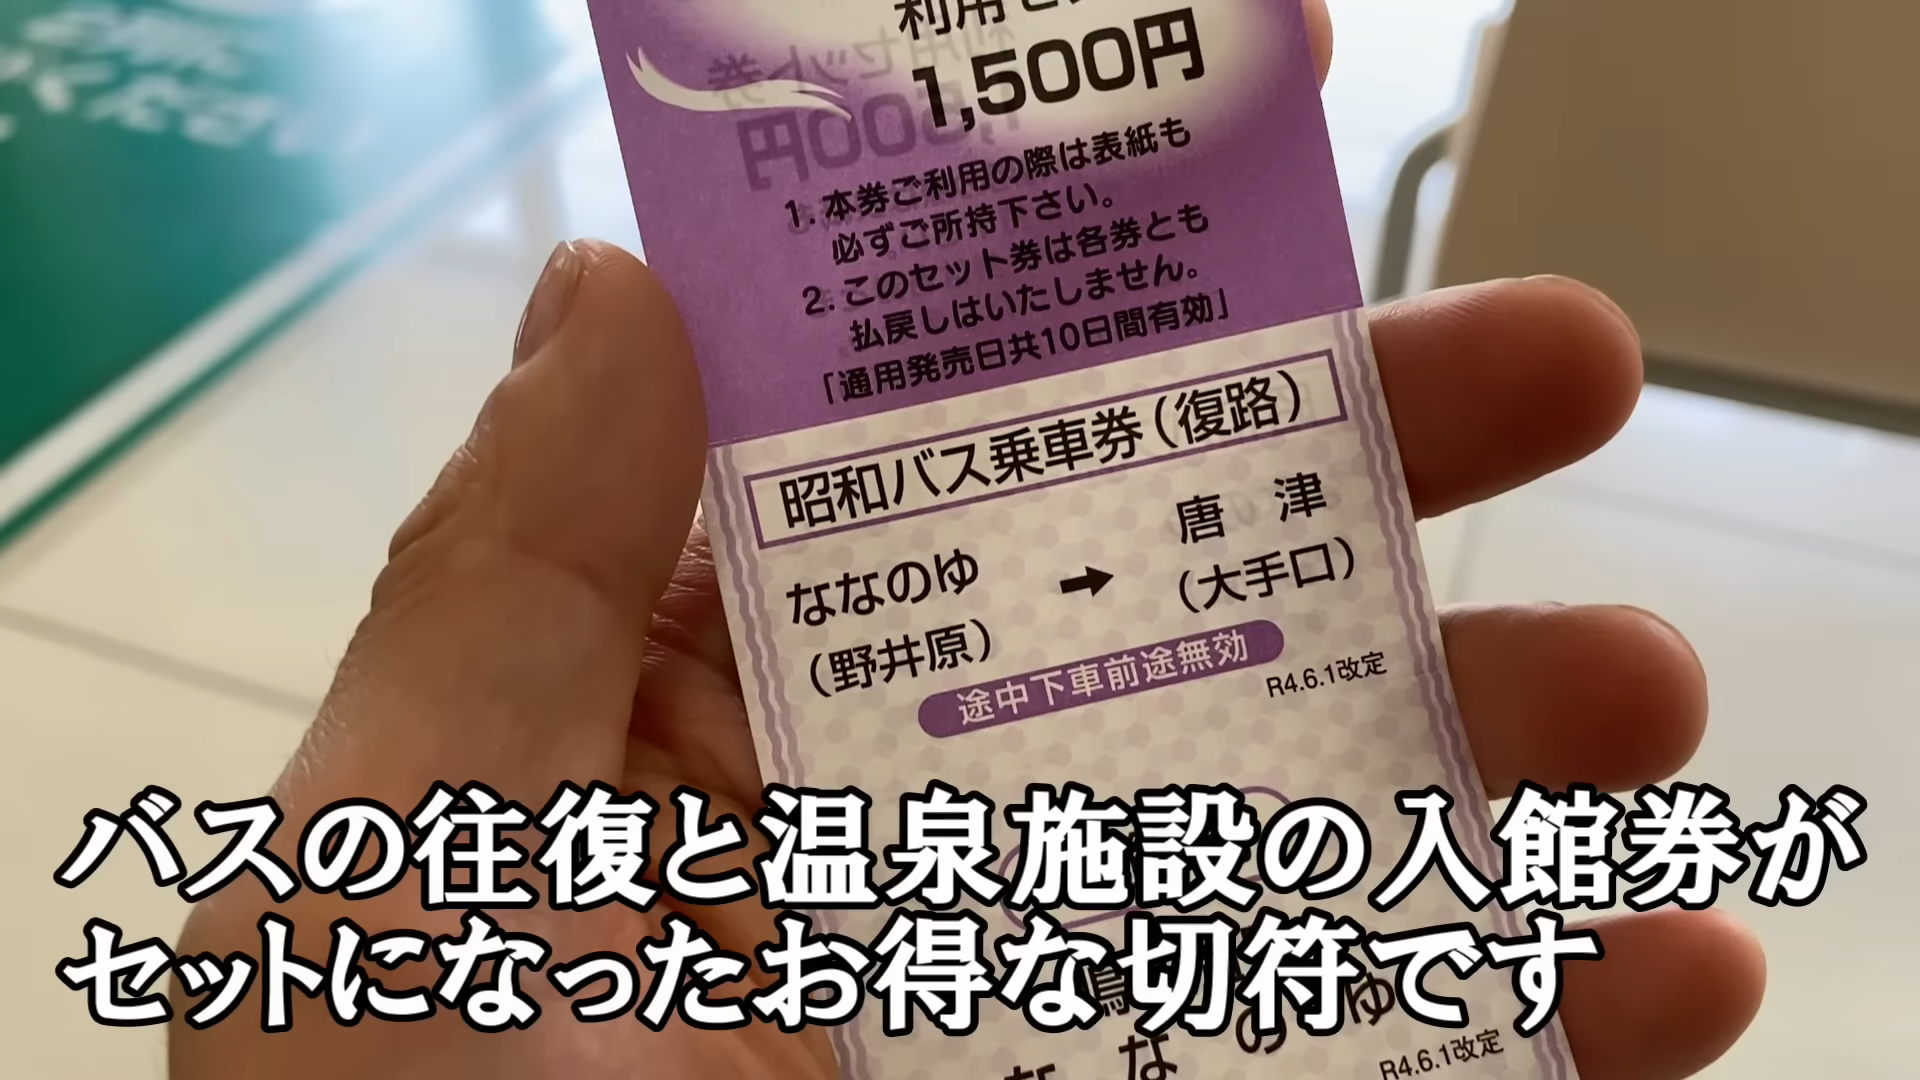 1,500円
1. 本券ご利用の際は表紙も
必ずご所持下さい。
2. このセット券は各券とも
払戻しはいたしません。
「通用発売日共10日間有効」
昭和バス乗車券(復路)
ななのゆ
(野井原)
➡
唐 津
(大手口)
途中下車前途無効
R4.6.1改定
バスの往復と温泉施設の入館券が
セットになったお得な切符です
R4.6.1改定